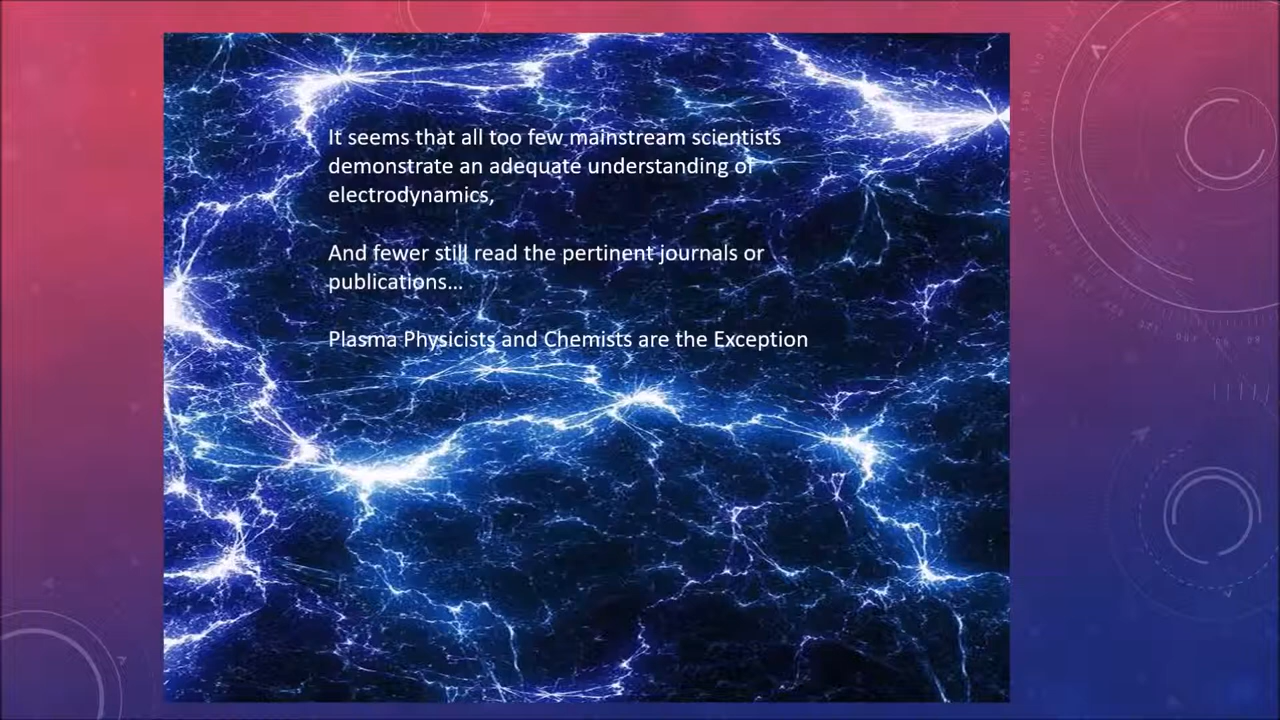 It seems that all too few mainstream scientists
demonstrate an adequate understanding of
electrodynamics,
And fewer still read the pertinent journals or
publications...
Plasma Physicists and Chemists are the Exception